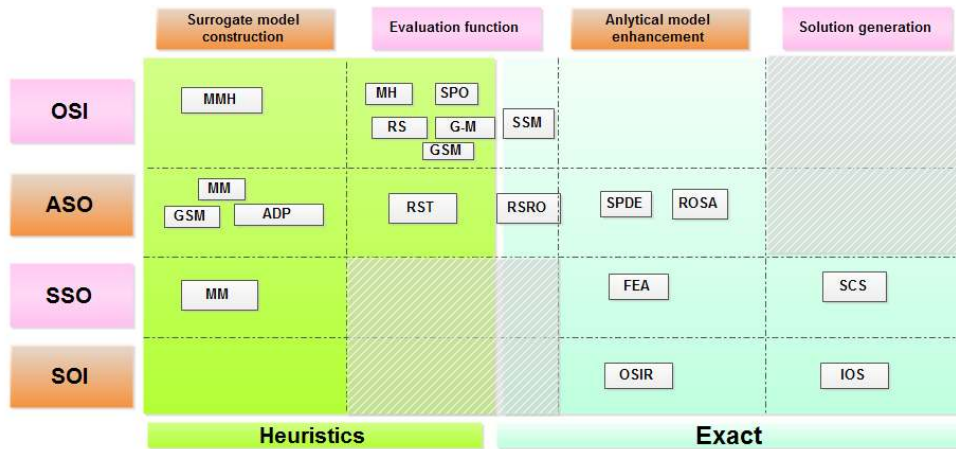 Surrogate model
construction
Evaluation function
Anlytical model
enhancement
Solution generation
OSI
MMH
MH
SPO
RS
G-M
GSM
SSM
ASO
MM
GSM
ADP
RST
RSRO
SPDE
ROSA
SSO
MM
FEA
SCS
SOI
OSIR
IOS
Heuristics
Exact